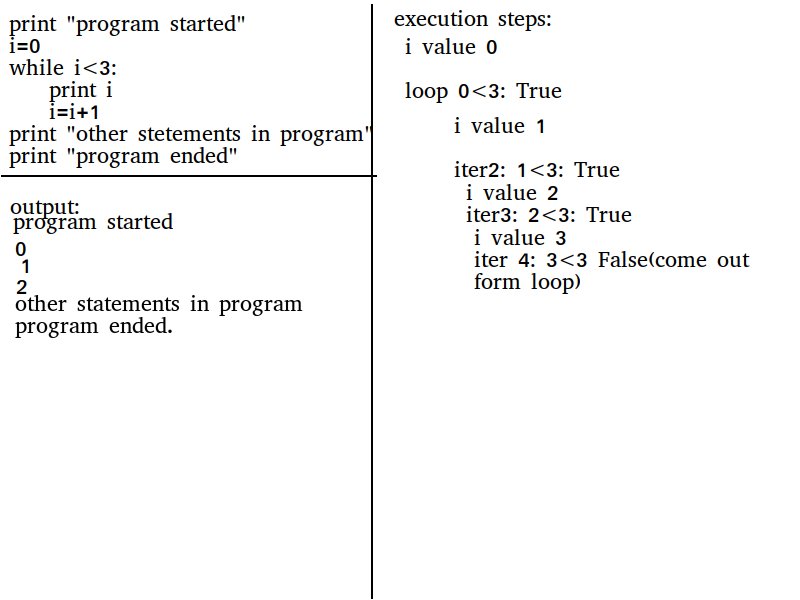 print "program started"
i=0
while i<3:
print i
i=i+1
print "other stetements in program"
print "program ended"
output:
program started
0
1
2
other statements in program
program ended.
execution steps:
i value 0
loop 0<3: True
i value 1
iter2: 1<3: True
i value 2
iter3: 2<3: True
i value 3
iter 4: 3<3 False(come out
form loop)